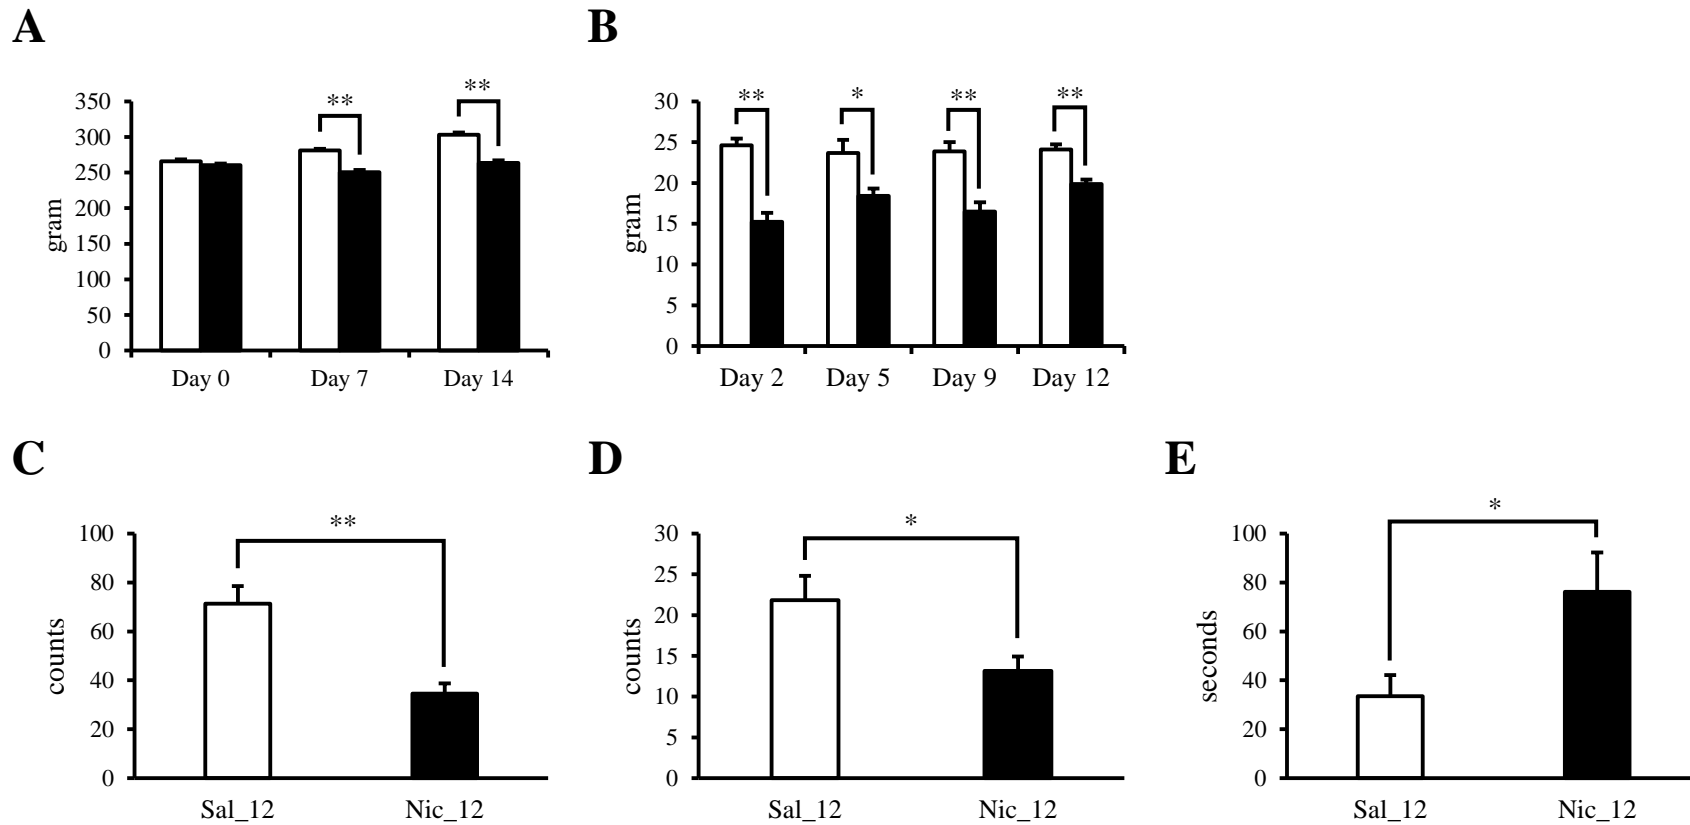 A
B
**
**
350
300
250
200
150
100
50
0
gram
Day 0
Day 7
Day 14
**
*
**
**
30
25
20
15
10
5
0
gram
Day 2
Day 5
Day 9
Day 12
C
D
E
**
100
80
60
40
20
0
counts
Sal_12
Nic_12
*
30
25
20
15
10
5
0
counts
Sal_12
Nic_12
*
100
80
60
40
20
0
seconds
Sal_12
Nic_12